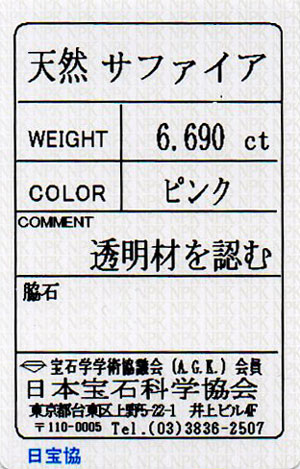 天然 サファイア
WEIGHT 6.690 ct
COLOR ピンク
COMMENT
透明材を認む
脇石
宝石学学術協議会 (A.G.K.) 会員
日本宝石科学協会
東京都台東区上野5-22-1 井上ビル4F
〒110-0005 Tel.(03)3836-2507
日宝協